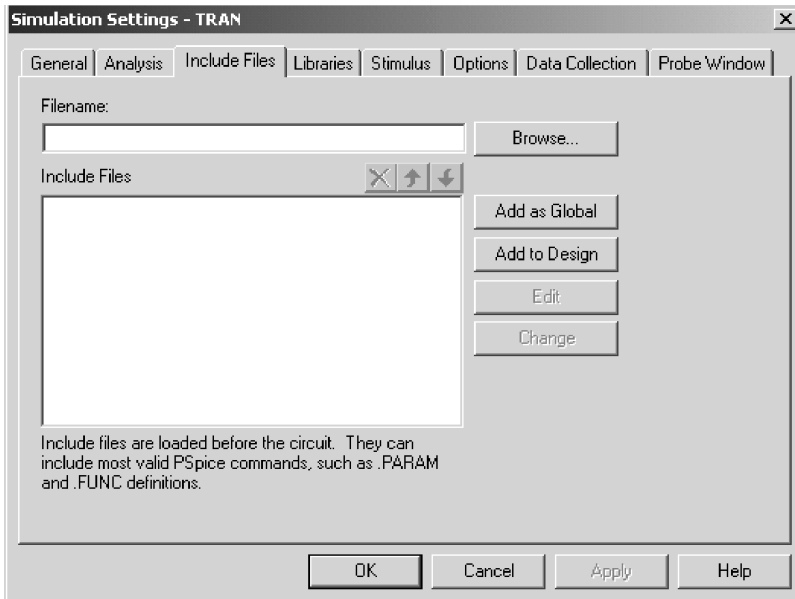 Simulation Settings - TRAN
General Analysis Include Files Libraries Stimulus Options Data Collection Probe Window
Filename:
Browse...
Include Files
Add as Global
Add to Design
Edit
Change
Include files are loaded before the circuit. They can
include most valid PSpice commands, such as .PARAM
and .FUNC definitions.
OK Cancel Apply Help